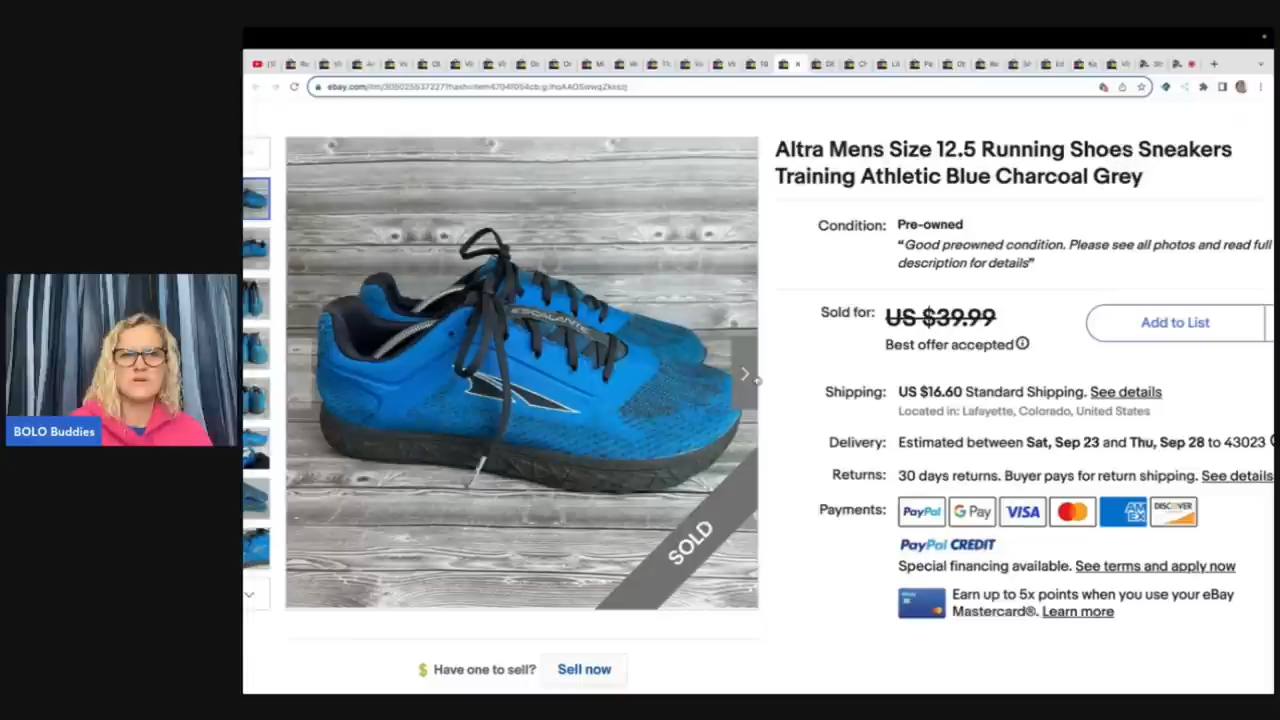 ebay.com/itm/
Altra Mens Size 12.5 Running Shoes Sneakers
Training Athletic Blue Charcoal Grey
Condition: Pre-owned
“Good preowned condition. Please see all photos and read full
description for details”
Sold for: US $39.99
Best offer accepted
Add to List
Shipping: US $16.60 Standard Shipping. See details
Located in: Lafayette, Colorado, United States
Delivery: Estimated between Sat, Sep 23 and Thu, Sep 28 to 43023
Returns: 30 days returns. Buyer pays for return shipping. See details
Payments: PayPal G Pay VISA MasterCard AM EX DISCOVER
PayPal CREDIT
Special financing available. See terms and apply now
Earn up to 5x points when you use your eBay
Mastercard®. Learn more
ESCALANTE
SOLD
BOLO Buddies
$ Have one to sell? Sell now